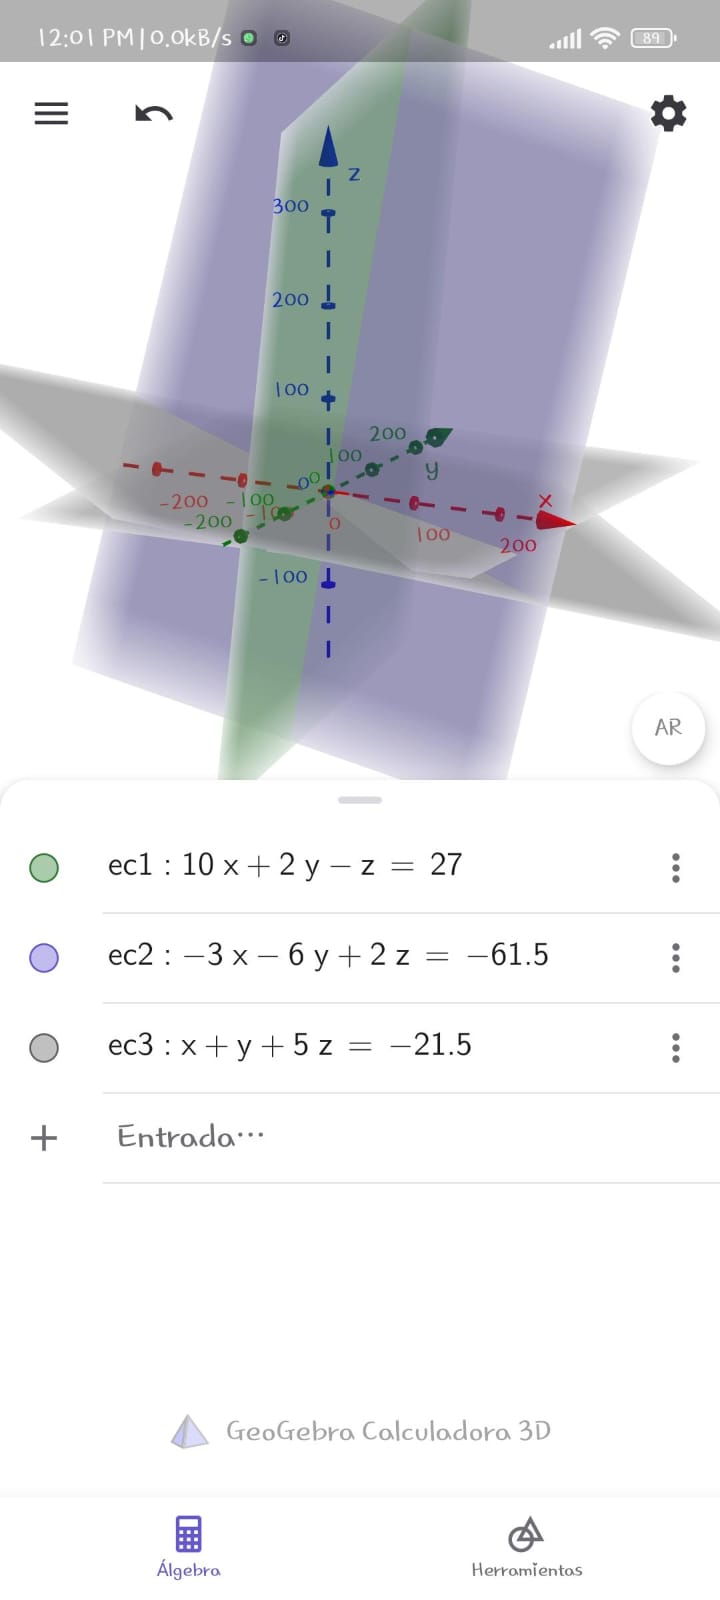 12:01 PM|0.0kB/s 89
z
300
200
100
200
100
y
00
-200 -100
-200 -10
0
x
100
200
-100
AR
ec1 : 10 x + 2 y − z = 27
ec2 : −3 x − 6 y + 2 z = −61.5
ec3 : x + y + 5 z = −21.5
+ Entrada...
GeoGebra Calculadora 3D
Álgebra Herramientas